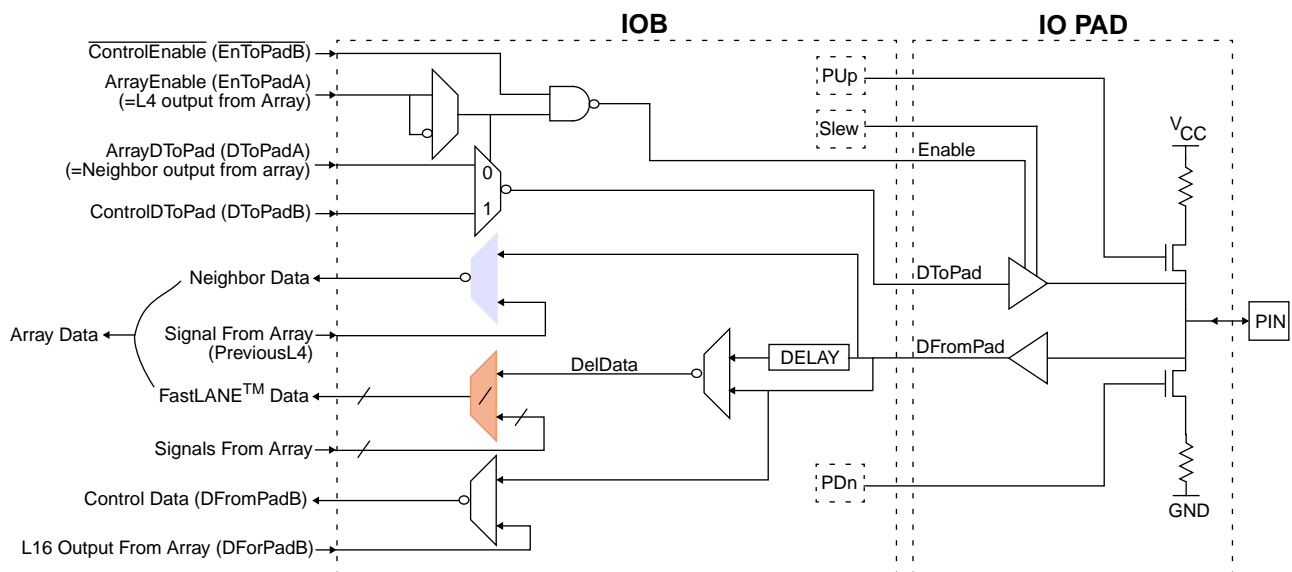 IOB
IO PAD
ControlEnable (EnToPadB)
ArrayEnable (EnToPadA)
(=L4 output from Array)
ArrayDToPad (DToPadA)
(=Neighbor output from array)
ControlDToPad (DToPadB)
0
1
PUp
Slew
Enable
VCC
Neighbor Data
DToPad
PIN
Array Data
Signal From Array
(PreviousL4)
DelData
DELAY
DFromPad
FastLANETM Data
Signals From Array
PDn
GND
Control Data (DFromPadB)
L16 Output From Array (DForPadB)